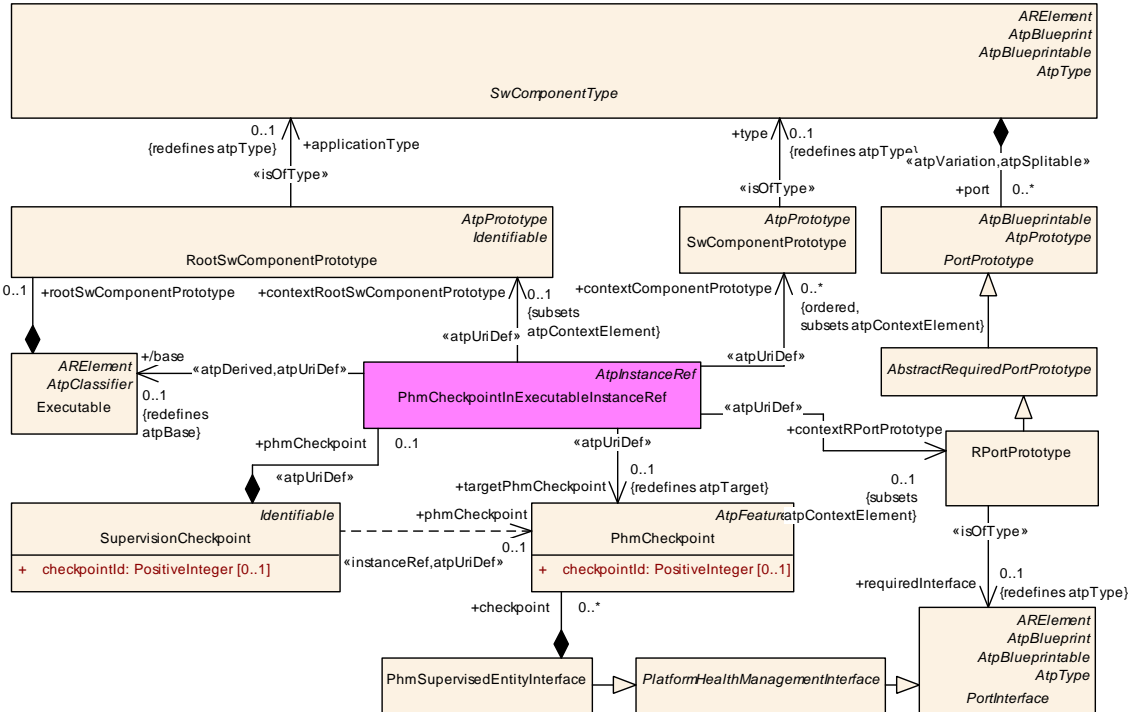 ARElement
AtpBlueprint
AtpBlueprintable
AtpType
SwComponentType
0..1
{redefines atpType}
+applicationType
«isOfType»
+type
0..1
{redefines atpType}
«isOfType»
«atpVariation,atpSplitable»
+port
0..*
AtpPrototype
Identifiable
RootSwComponentPrototype
AtpPrototype
SwComponentPrototype
AtpBlueprintable
AtpPrototype
PortPrototype
0..1
+rootSwComponentPrototype
+contextRootSwComponentPrototype
0..1
{subsets
atpContextElement}
«atpUriDef»
+contextComponentPrototype
0..*
{ordered,
subsets atpContextElement}
«atpUriDef»
ARElement
AtpClassifier
Executable
+/base
«atpDerived,atpUriDef»
0..1
{redefines
atpBase}
AtpInstanceRef
PhmCheckpointInExecutableInstanceRef
AbstractRequiredPortPrototype
«atpUriDef»
+contextRPortPrototype
0..1
{subsets
atpContextElement}
RPortPrototype
+phmCheckpoint
0..1
«atpUriDef»
«atpUriDef»
+targetPhmCheckpoint
0..1
{redefines atpTarget}
Identifiable
SupervisionCheckpoint
+ checkpointId: PositiveInteger [0..1]
+phmCheckpoint
0..1
«instanceRef,atpUriDef»
AtpFeature
PhmCheckpoint
+ checkpointId: PositiveInteger [0..1]
«isOfType»
+requiredInterface
0..1
{redefines atpType}
+checkpoint
0..*
PhmSupervisedEntityInterface
PlatformHealthManagementInterface
ARElement
AtpBlueprint
AtpBlueprintable
AtpType
PortInterface